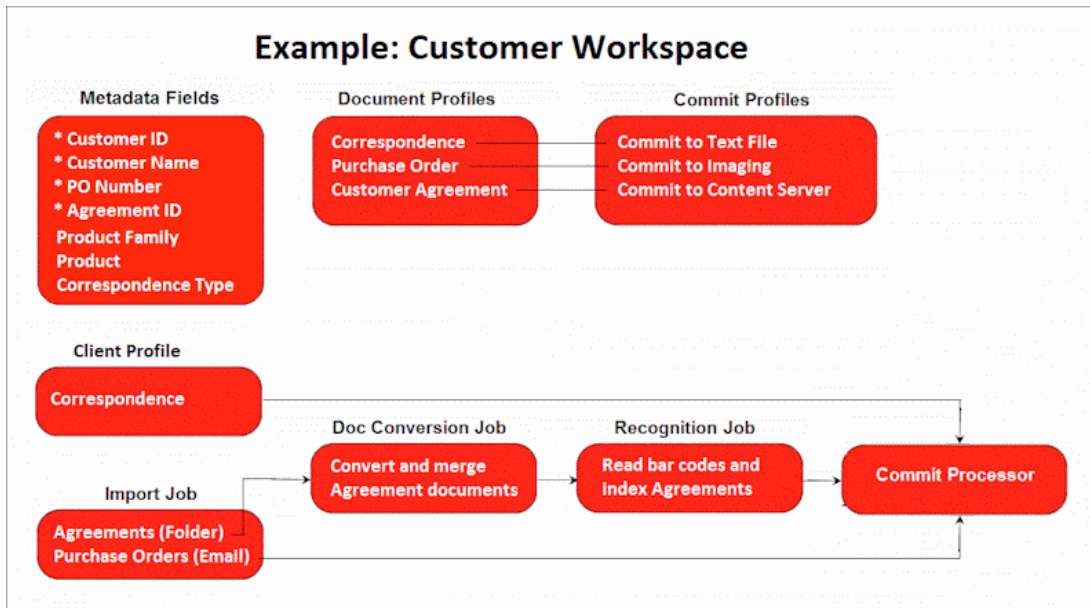 Example: Customer Workspace
Metadata Fields
* Customer ID
* Customer Name
* PO Number
* Agreement ID
Product Family
Product
Correspondence Type
Document Profiles
Correspondence
Purchase Order
Customer Agreement
Commit Profiles
Commit to Text File
Commit to Imaging
Commit to Content Server
Client Profile
Correspondence
Import Job
Agreements (Folder)
Purchase Orders (Email)
Doc Conversion Job
Convert and merge
Agreement documents
Recognition Job
Read bar codes and
index Agreements
Commit Processor